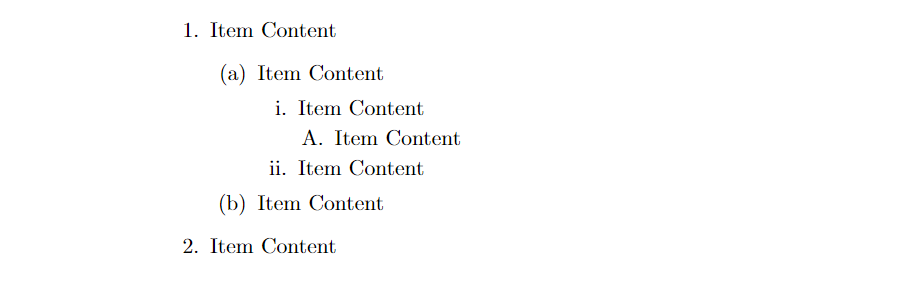 1. Item Content
(a) Item Content
i. Item Content
A. Item Content
ii. Item Content
(b) Item Content
2. Item Content